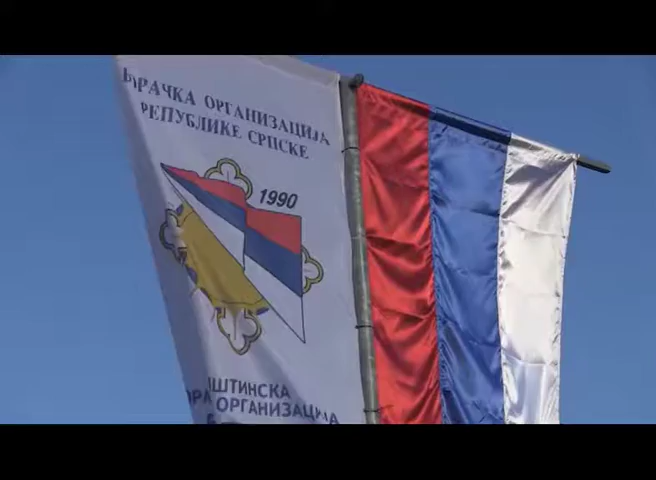 БОРАЧКА ОРГАНИЗАЦИЈА
РЕПУБЛИКЕ СРПСКЕ
1990
ОПШТИНСКА
ОРГАНИЗАЦИЈА